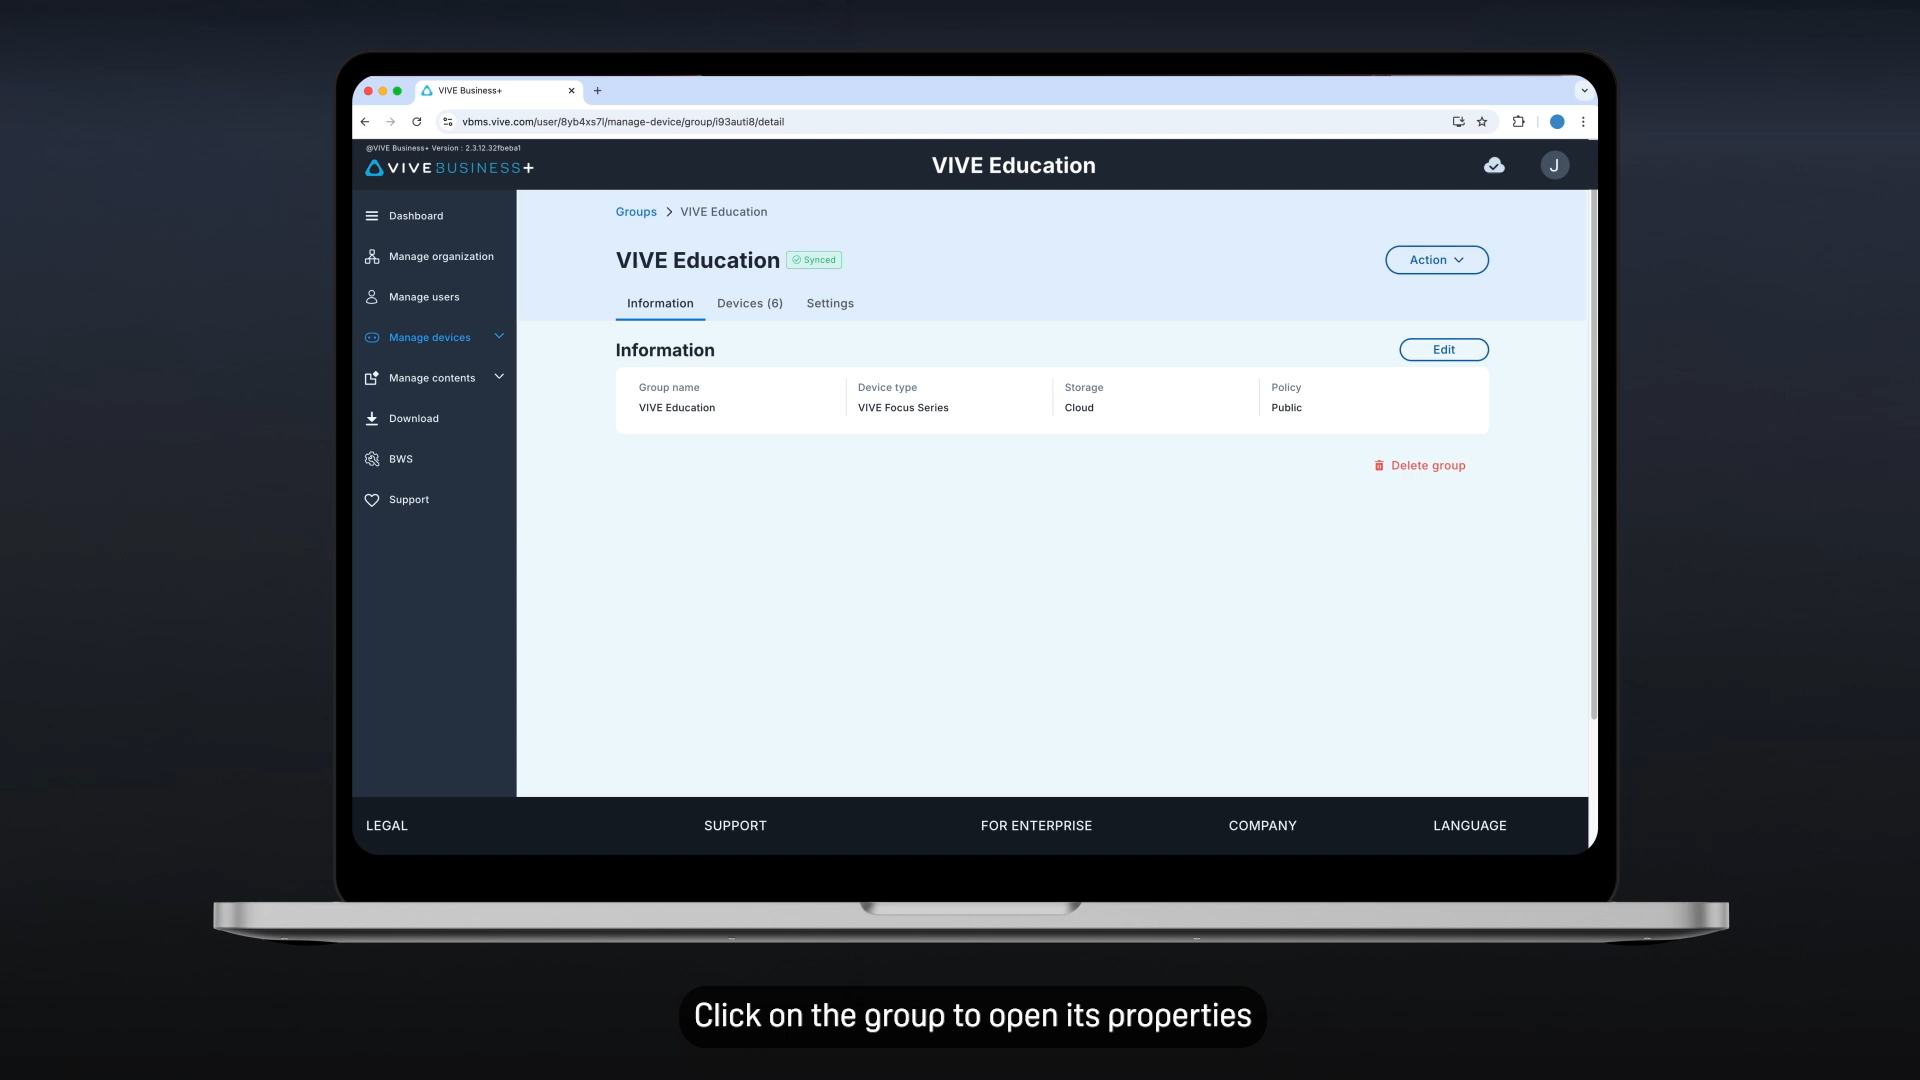 VIVE Business+
vbms.vive.com/user/8yb4xs7l/manage-device/group/i93auti8/detail
@VIVE Business+ Version : 2.3.12.32fbeba1
VIVE BUSINESS+
VIVE Education
J
Dashboard
Manage organization
Manage users
Manage devices
Manage contents
Download
BWS
Support
Groups > VIVE Education
VIVE Education
Synced
Action
Information
Devices (6)
Settings
Information
Edit
Group name
VIVE Education
Device type
VIVE Focus Series
Storage
Cloud
Policy
Public
Delete group
LEGAL
SUPPORT
FOR ENTERPRISE
COMPANY
LANGUAGE
Click on the group to open its properties